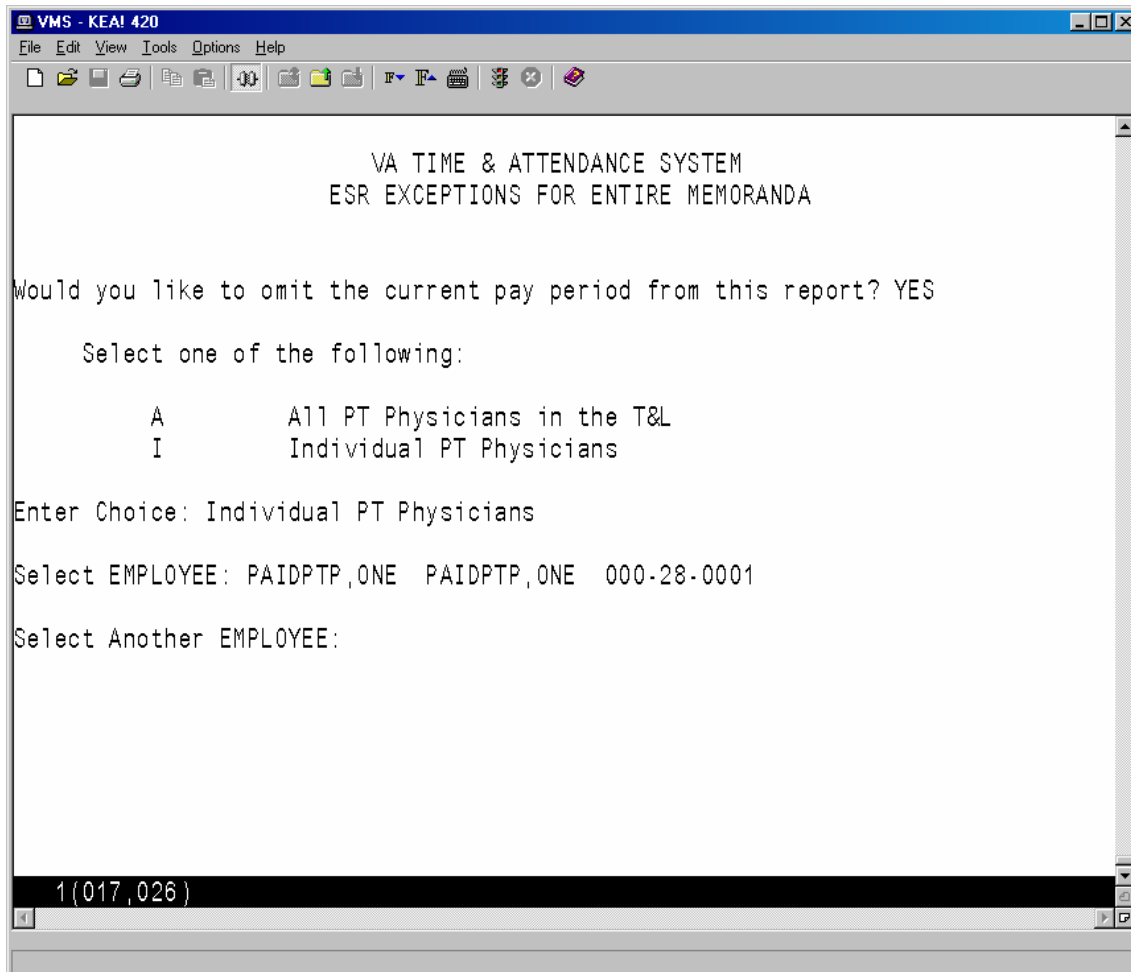 VMS - KEA! 420
File Edit View Tools Options Help
VA TIME & ATTENDANCE SYSTEM
ESR EXCEPTIONS FOR ENTIRE MEMORANDA
Would you like to omit the current pay period from this report? YES
Select one of the following:
A All PT Physicians in the T&L
I Individual PT Physicians
Enter Choice: Individual PT Physicians
Select EMPLOYEE: PAIDPTP,ONE PAIDPTP,ONE 000-28-0001
Select Another EMPLOYEE:
1(017,026)